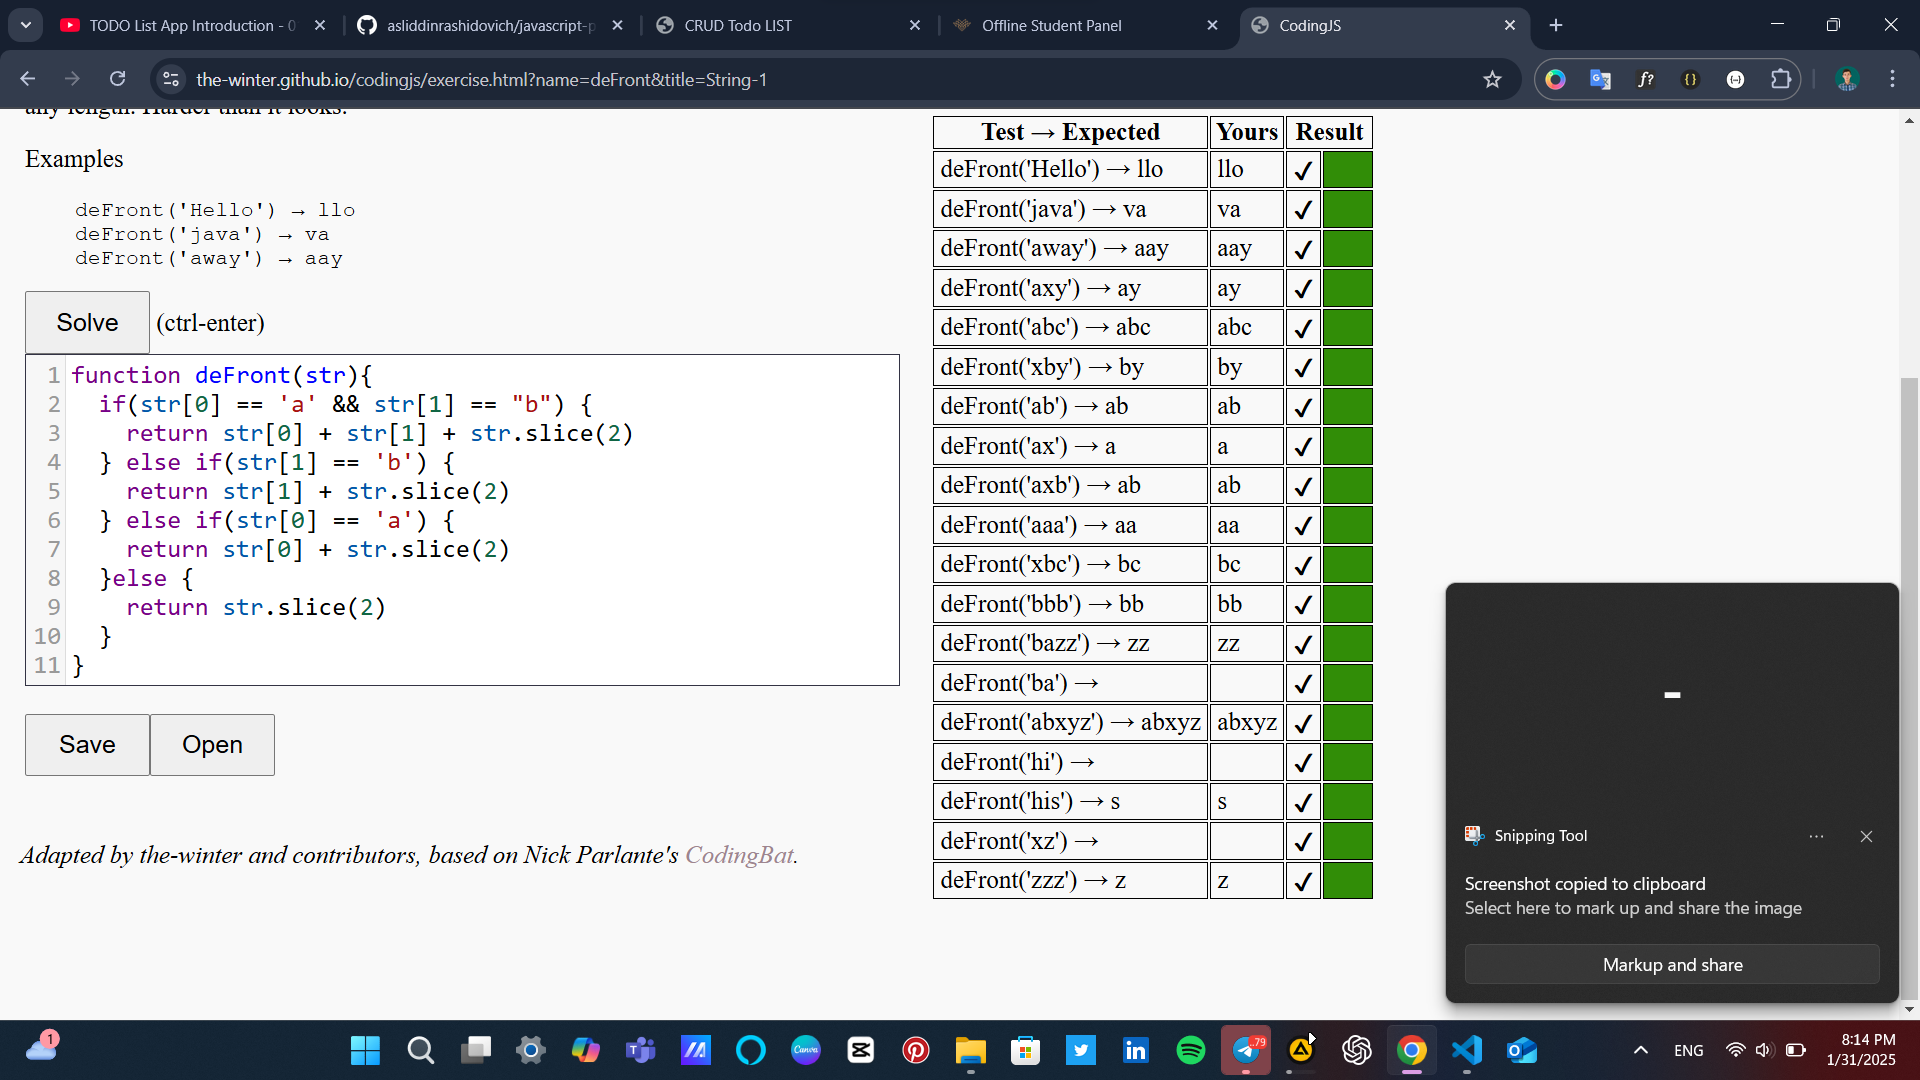 TODO List App Introduction - 0
asliddinrashidovich/javascript-p
CRUD Todo LIST
Offline Student Panel
CodingJS
the-winter.github.io/codingjs/exercise.html?name=deFront&title=String-1
any length. Harder than it looks.
Examples
deFront('Hello') → llo
deFront('java') → va
deFront('away') → aay
Solve (ctrl-enter)
1 function deFront(str){
2 if(str[0] == 'a' && str[1] == "b") {
3 return str[0] + str[1] + str.slice(2)
4 } else if(str[1] == 'b') {
5 return str[1] + str.slice(2)
6 } else if(str[0] == 'a') {
7 return str[0] + str.slice(2)
8 }else {
9 return str.slice(2)
10 }
11 }
Save Open
Adapted by the-winter and contributors, based on Nick Parlante's CodingBat.
Test → Expected Yours Result
deFront('Hello') → llo llo ✔
deFront('java') → va va ✔
deFront('away') → aay aay ✔
deFront('axy') → ay ay ✔
deFront('abc') → abc abc ✔
deFront('xby') → by by ✔
deFront('ab') → ab ab ✔
deFront('ax') → a a ✔
deFront('axb') → ab ab ✔
deFront('aaa') → aa aa ✔
deFront('xbc') → bc bc ✔
deFront('bbb') → bb bb ✔
deFront('bazz') → zz zz ✔
deFront('ba') → ✔
deFront('abxyz') → abxyz abxyz ✔
deFront('hi') → ✔
deFront('his') → s s ✔
deFront('xz') → ✔
deFront('zzz') → z z ✔
Snipping Tool
Screenshot copied to clipboard
Select here to mark up and share the image
Markup and share
1
Canva
.79
ENG
8:14 PM
1/31/2025